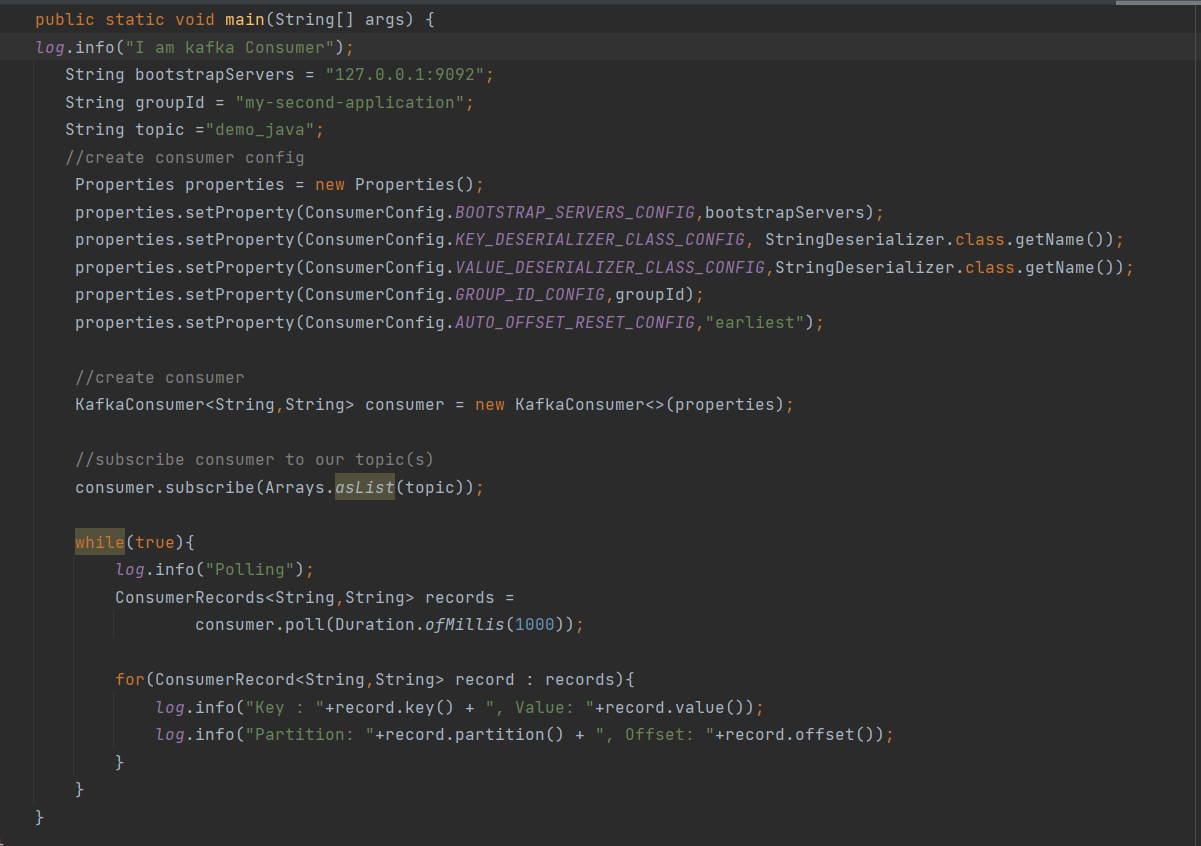 public static void main(String[] args) {
log.info("I am kafka Consumer");
String bootstrapServers = "127.0.0.1:9092";
String groupId = "my-second-application";
String topic ="demo_java";
//create consumer config
Properties properties = new Properties();
properties.setProperty(ConsumerConfig.BOOTSTRAP_SERVERS_CONFIG,bootstrapServers);
properties.setProperty(ConsumerConfig.KEY_DESERIALIZER_CLASS_CONFIG, StringDeserializer.class.getName());
properties.setProperty(ConsumerConfig.VALUE_DESERIALIZER_CLASS_CONFIG,StringDeserializer.class.getName());
properties.setProperty(ConsumerConfig.GROUP_ID_CONFIG,groupId);
properties.setProperty(ConsumerConfig.AUTO_OFFSET_RESET_CONFIG,"earliest");
//create consumer
KafkaConsumer<String,String> consumer = new KafkaConsumer<>(properties);
//subscribe consumer to our topic(s)
consumer.subscribe(Arrays.asList(topic));
while(true){
log.info("Polling");
ConsumerRecords<String,String> records =
consumer.poll(Duration.ofMillis(1000));
for(ConsumerRecord<String,String> record : records){
log.info("Key : "+record.key() + ", Value: "+record.value());
log.info("Partition: "+record.partition() + ", Offset: "+record.offset());
}
}
}